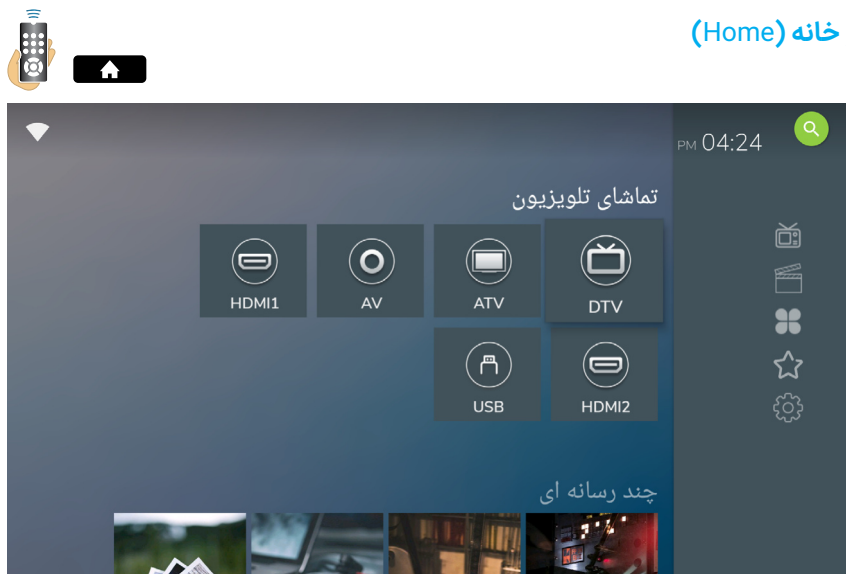 خانه (Home)
PM 04:24
تماشای تلویزیون
DTV
ATV
AV
HDMI1
HDMI2
USB
چند رسانه ای